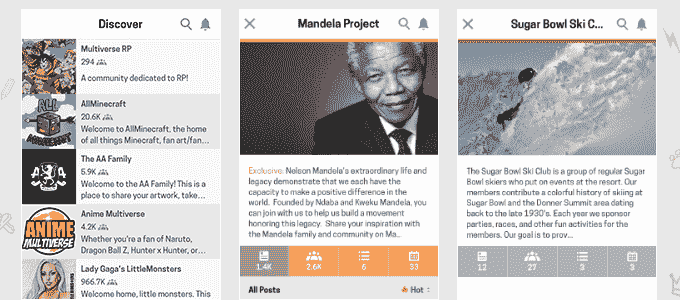 Discover
Multiverse RP
294
A community dedicated to RP!
ALL
MINECRAFT
AllMinecraft
20.6K
Welcome to AllMinecraft, the home
of all things Minecraft, fan art/fan...
The AA Family
5.9K
Welcome to the AA Family! This is a
place to share your artwork, take...
ANIME
MULTIVERSE
Anime Multiverse
4.2K
Whether you're a fan of Naruto,
Dragon Ball Z, Hunter x Hunter, or...
Lady Gaga's LittleMonsters
966.7K
Welcome home, little monsters. This
Mandela Project
Exclusive Nelson Mandela's extraordinary life and
legacy demonstrate that we each have the
capacity to make a positive difference in the
world. Founded by Ndaba and Kweku Mandela, you
can join with us to help us build a movement
honoring this legacy. Share your inspiration with
the Mandela family and community on Ma...
1.4K
2.6K
6
53
All Posts
Hot
Sugar Bowl Ski C...
The Sugar Bowl Ski Club is a group of regular Sugar
Bowl skiers who put on events at the resort. Our
members contribute a colorful history of skiing at
Sugar Bowl and the Donner Summit area dating
back to the late 1930's. Each year we sponsor
parties, races, and other fun activities for the
members. Our goal is to prov...
12
27
3
3